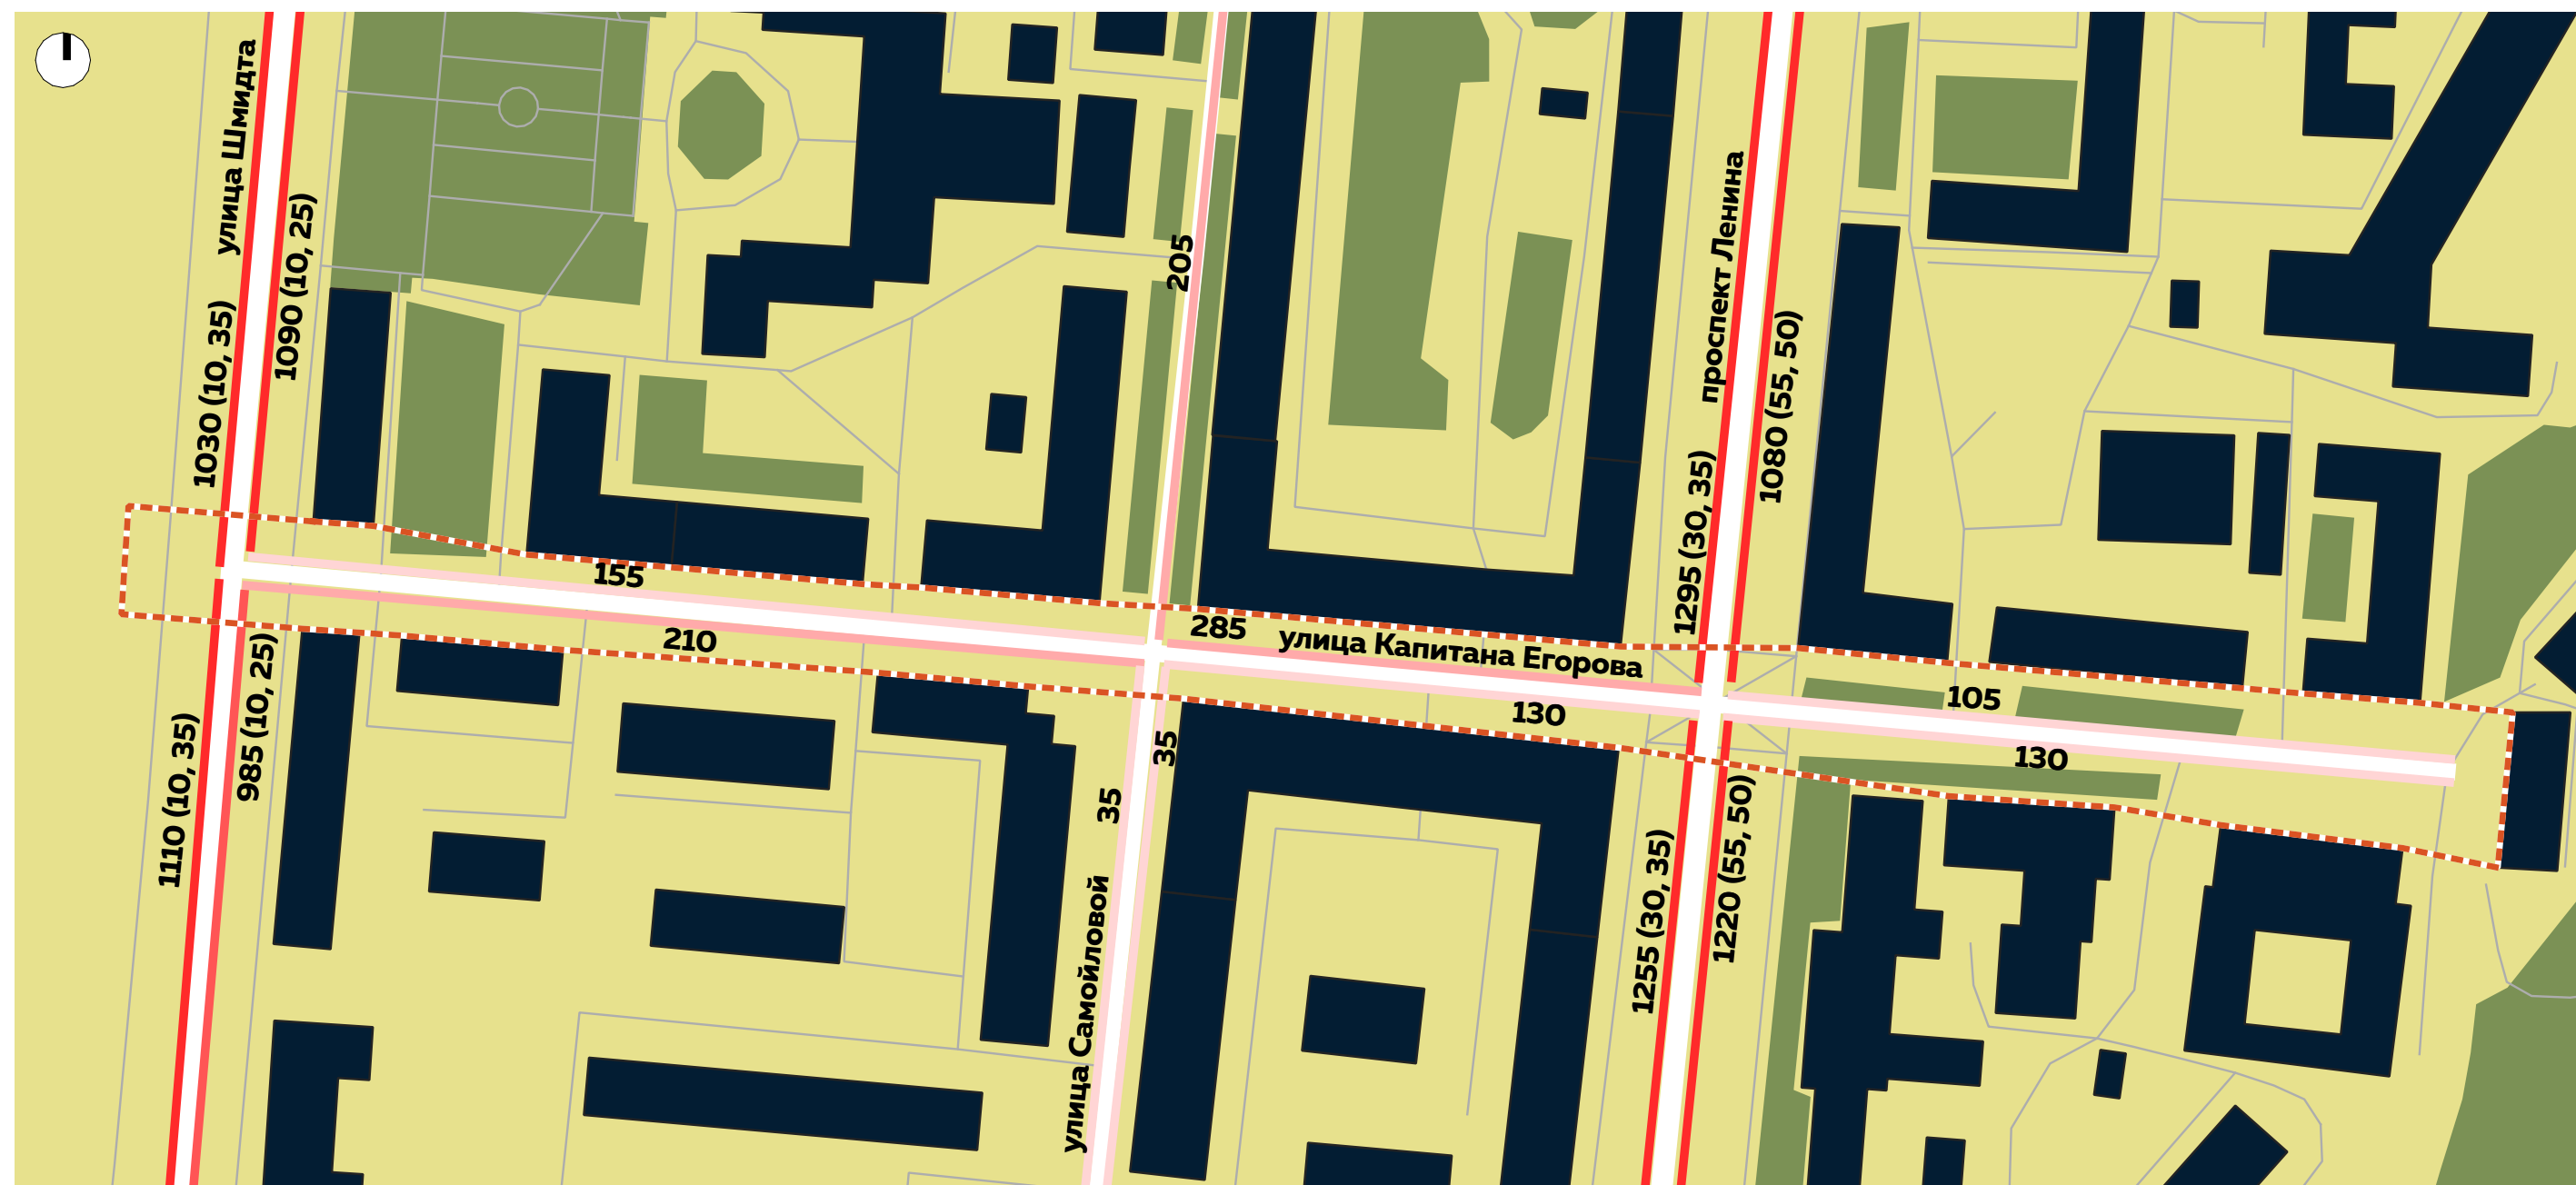 улица Шмидта
1030 (10, 35)
1090 (10, 25)
205
проспект Ленина
1295 (30, 35)
1080 (55, 50)
155
210
285
улица Капитана Егорова
130
105
130
1110 (10, 35)
985 (10, 25)
35
35
улица Самойловой
1255 (30, 35)
1220 (55, 50)